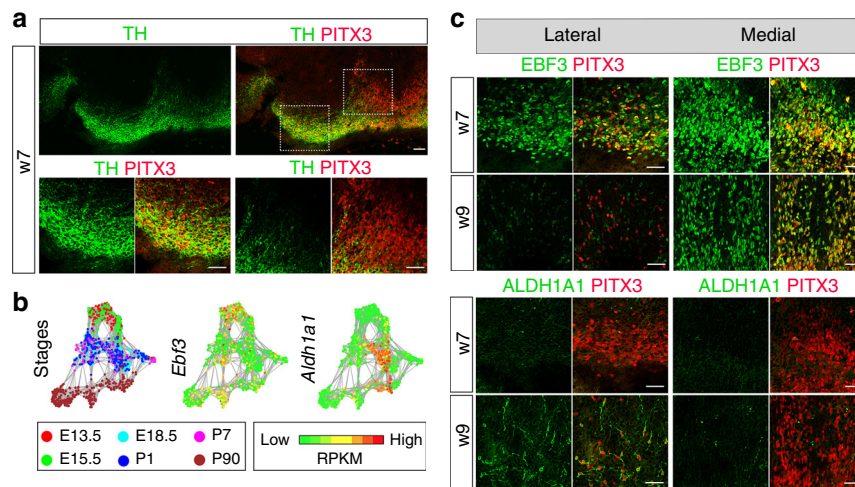 a
TH
TH PITX3
w7
TH PITX3
TH PITX3
b
Stages
Ebf3
Aldh1a1
E13.5
E18.5
P7
E15.5
P1
P90
Low
High
RPKM
c
Lateral
Medial
EBF3 PITX3
EBF3 PITX3
w7
w9
ALDH1A1 PITX3
ALDH1A1 PITX3
w7
w9